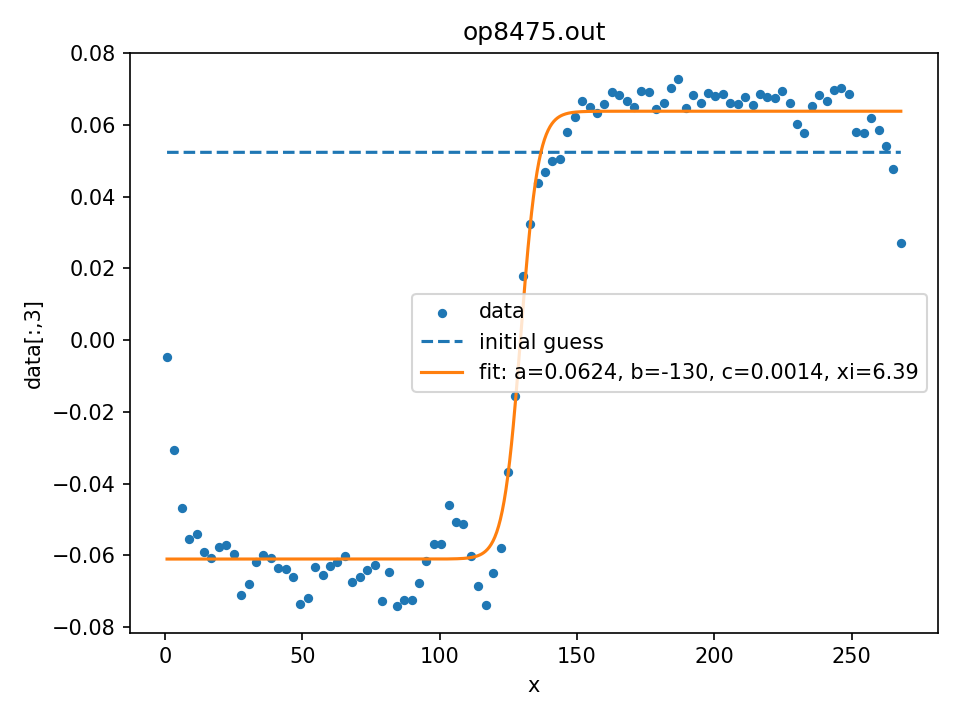 op8475.out
0.08
0.06
0.04
0.02
0.00
−0.02
−0.04
−0.06
−0.08
data[:,3]
data
initial guess
fit: a=0.0624, b=-130, c=0.0014, xi=6.39
0 50 100 150 200 250
x